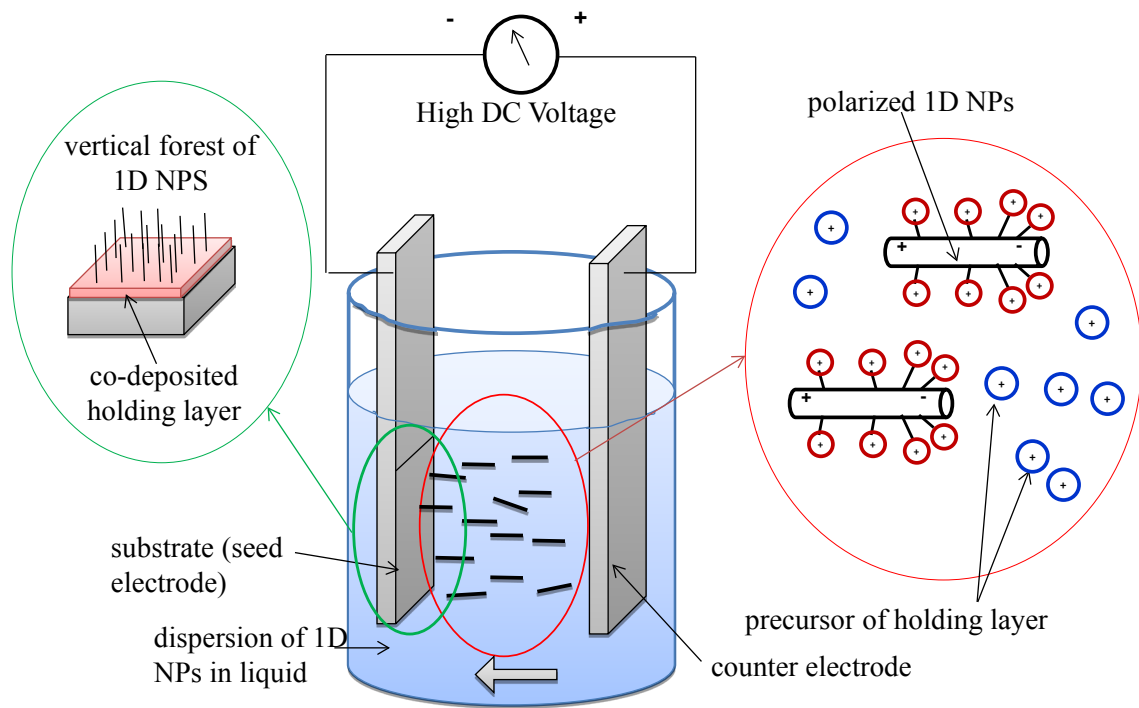 - +
High DC Voltage
polarized 1D NPs
vertical forest of
1D NPS
co-deposited
holding layer
+ + + +
+ -
+ + + +
+ + + +
+ -
+ + + +
+
+
+
+
+
+
+
+
substrate (seed
electrode)
dispersion of 1D
NPs in liquid
precursor of holding layer
counter electrode